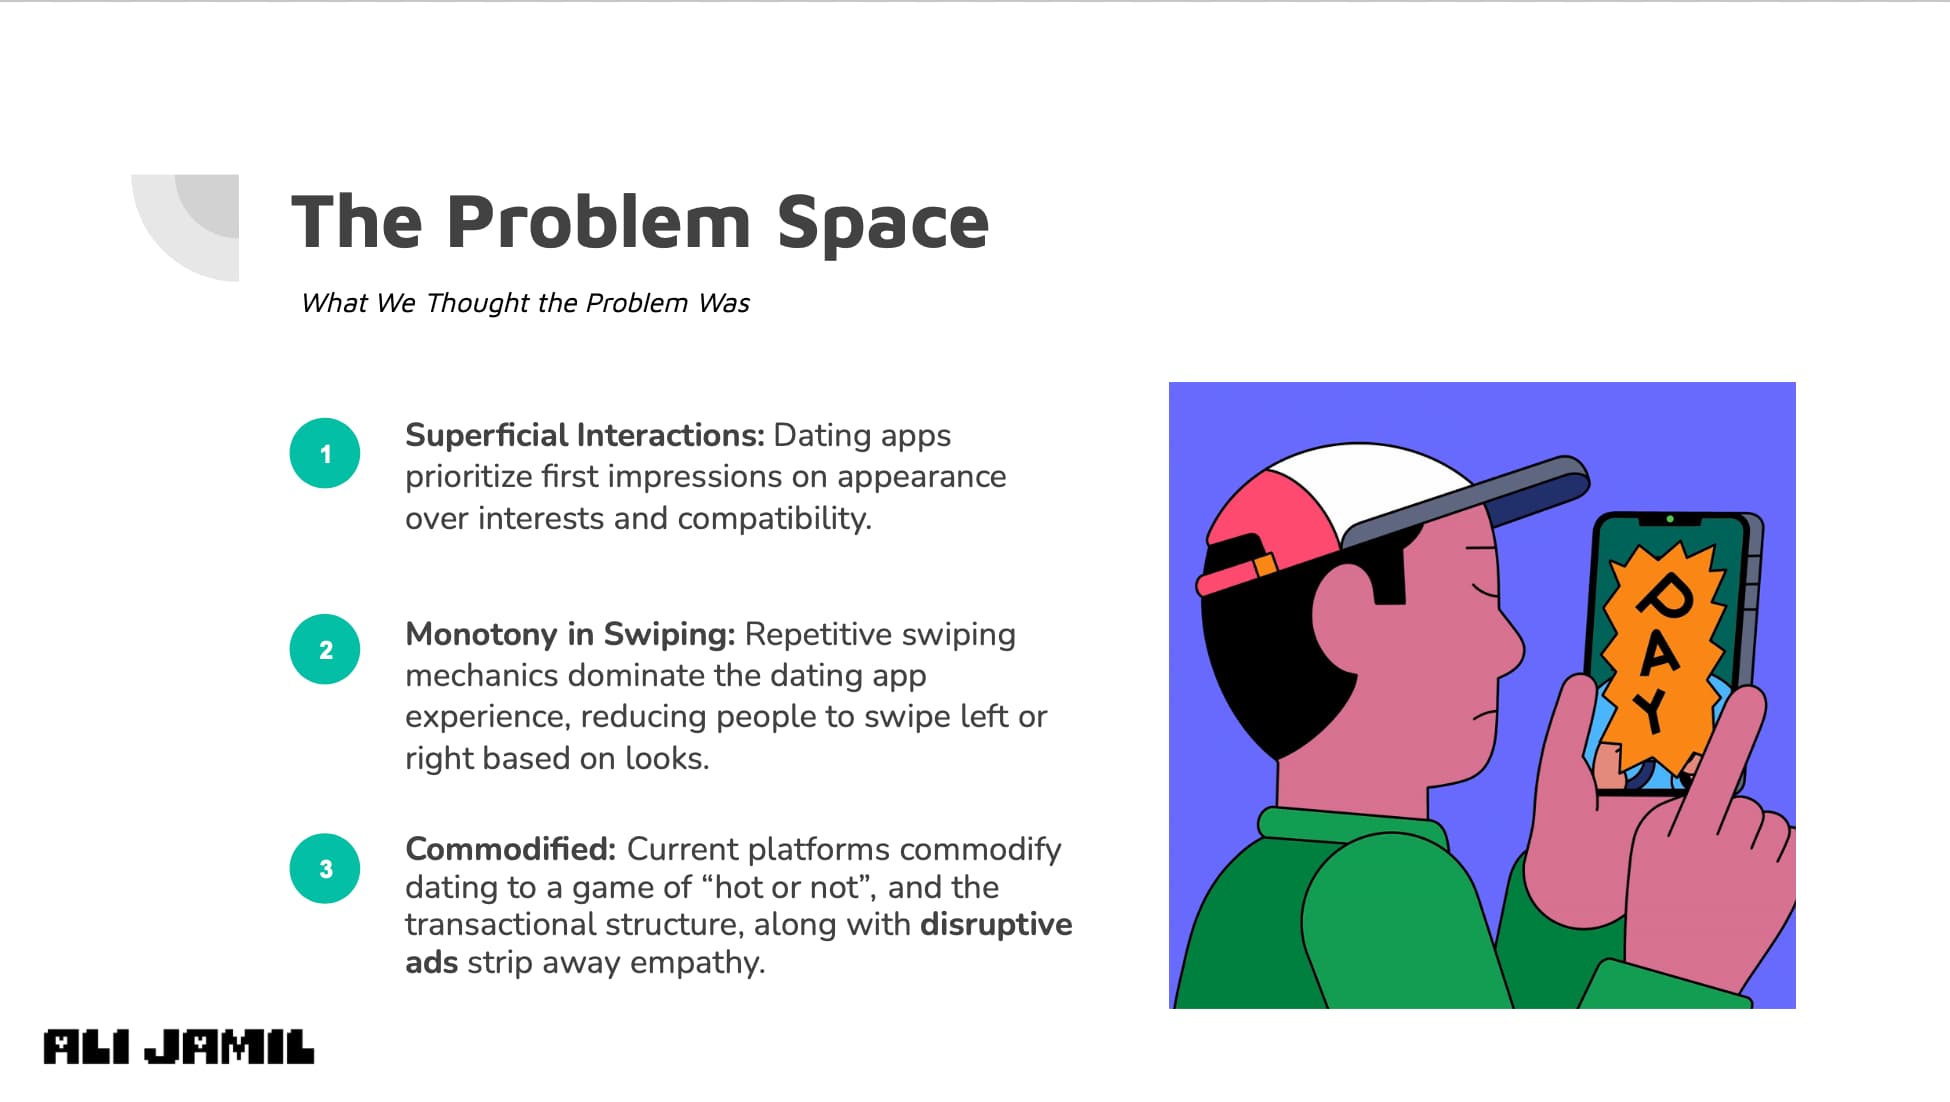 The Problem Space
What We Thought the Problem Was
1
Superficial Interactions: Dating apps
prioritize first impressions on appearance
over interests and compatibility.
2
Monotony in Swiping: Repetitive swiping
mechanics dominate the dating app
experience, reducing people to swipe left or
right based on looks.
3
Commodified: Current platforms commodify
dating to a game of “hot or not”, and the
transactional structure, along with disruptive
ads strip away empathy.
PAY
ALI JAMIL